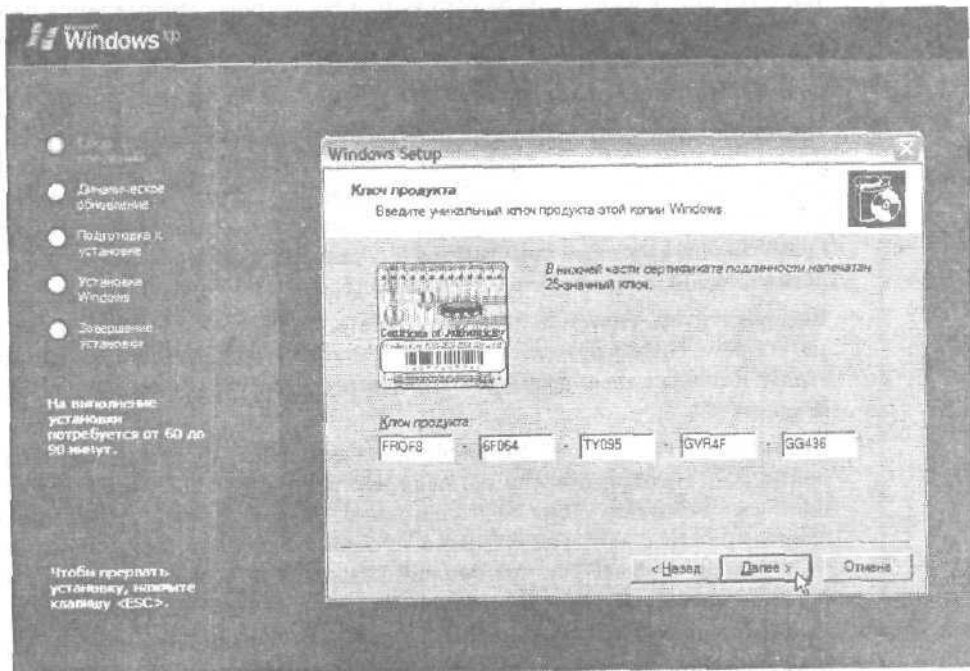 Microsoft
Windows xp
Динамическое
обновление
Подготовка к
установке
Установка
Windows
Завершение
установки
На выполнение
установки
потребуется от 60 до
90 минут.
Чтобы прервать
установку, нажмите
клавишу <ESC>.
Windows Setup
Ключ продукта
Введите уникальный ключ продукта этой копии Windows.
В нижней части сертификата подлинности напечатан
25-значный ключ.
Certificate of Authenticity
Ключ продукта
FRQF8 - 6F064 - TY095 - GVR4F - GG436
< Назад Далее > Отмена